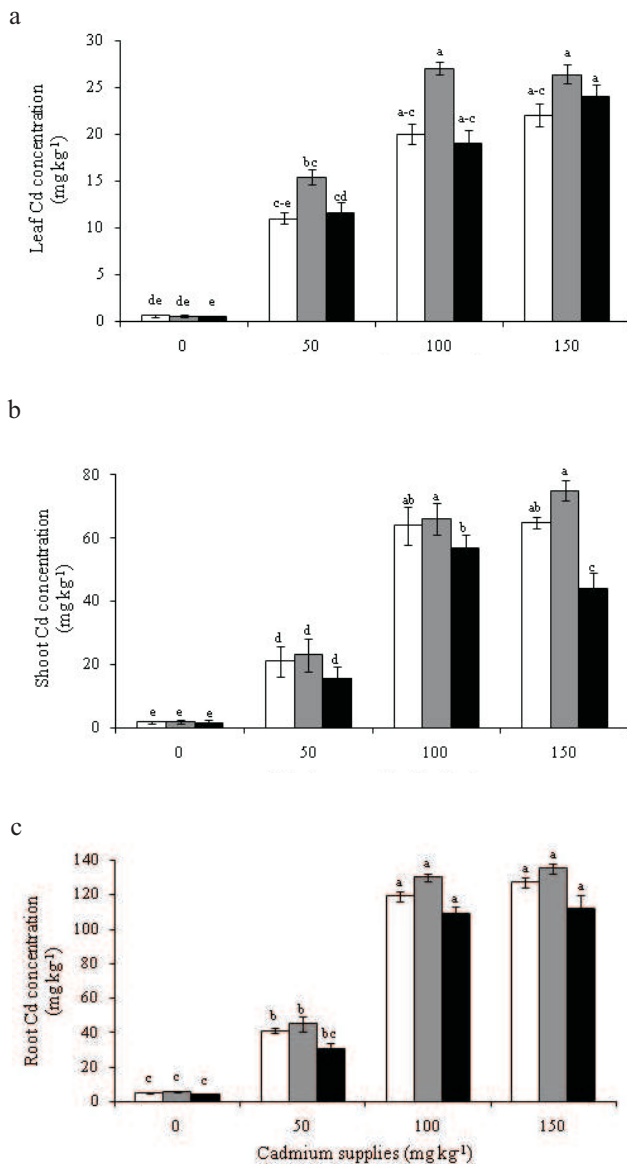 a
Leaf Cd concentration
(mg kg-1)
30
25
20
15
10
5
0
de de e
c-e bc cd
a-c a a-c
a-c a a
0 50 100 150
b
Shoot Cd concentration
(mg kg-1)
80
60
40
20
0
e e e
d d d
ab a b
ab a c
0 50 100 150
c
Root Cd concentration
(mg kg-1)
140
120
100
80
60
40
20
0
c c c
b b bc
a a a
a a a
0 50 100 150
Cadmium supplies (mg kg-1)